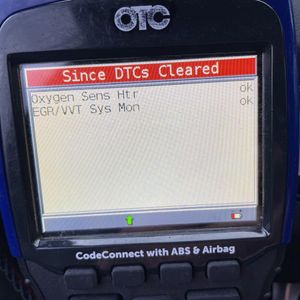 OTC
Since DTCs Cleared
Oxygen Sens Htr ok
EGR/VVT Sys Mon ok
CodeConnect with ABS & Airbag